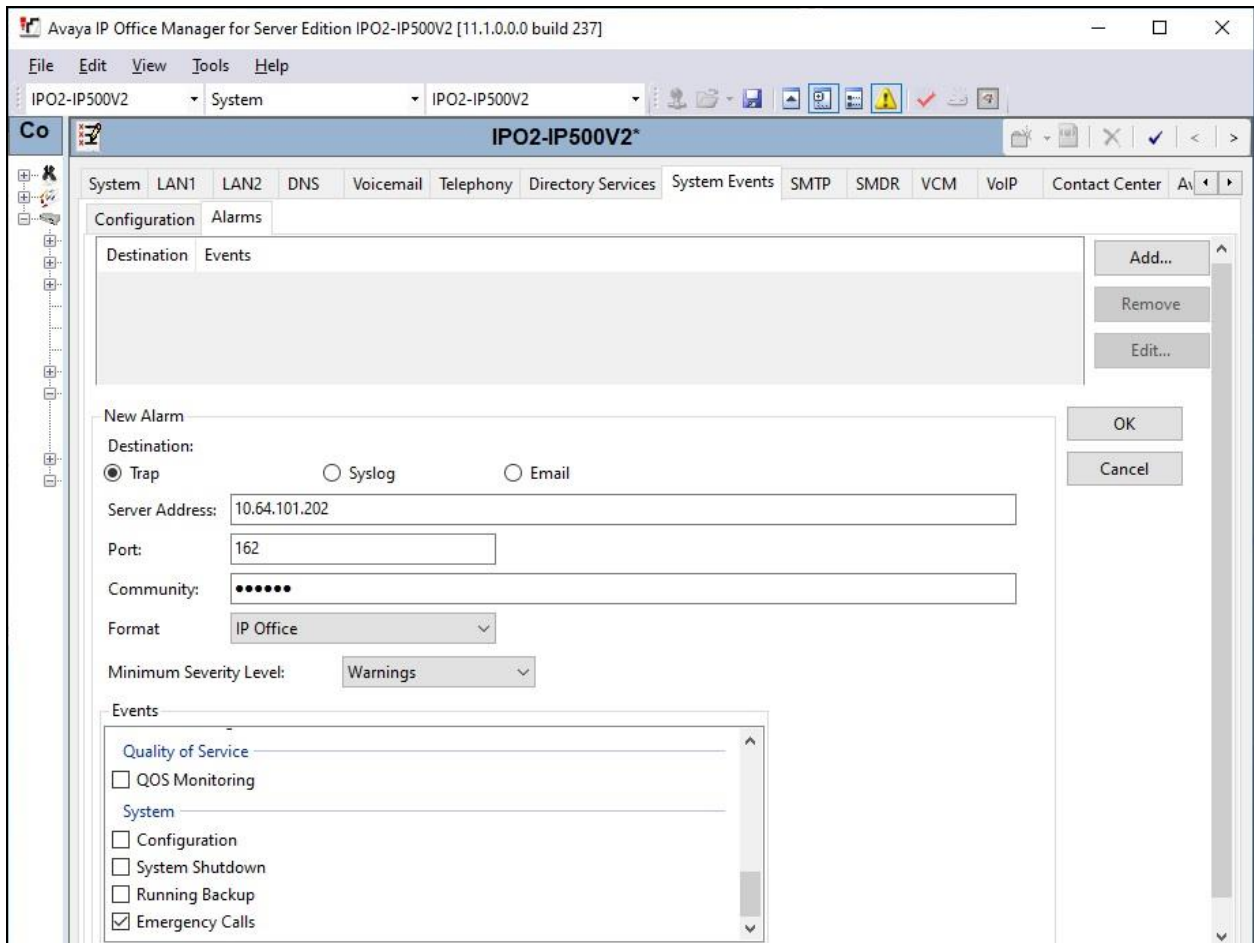 Avaya IP Office Manager for Server Edition IPO2-IP500V2 [11.1.0.0.0 build 237]
File Edit View Tools Help
IPO2-IP500V2 System IPO2-IP500V2
Co IPO2-IP500V2*
System LAN1 LAN2 DNS Voicemail Telephony Directory Services System Events SMTP SMDR VCM VoIP Contact Center
Configuration Alarms
Destination Events
Add...
Remove
Edit...
New Alarm
OK
Destination:
Trap Syslog Email
Cancel
Server Address: 10.64.101.202
Port: 162
Community: ●●●●●●
Format IP Office
Minimum Severity Level: Warnings
Events
Quality of Service
QOS Monitoring
System
Configuration
System Shutdown
Running Backup
Emergency Calls